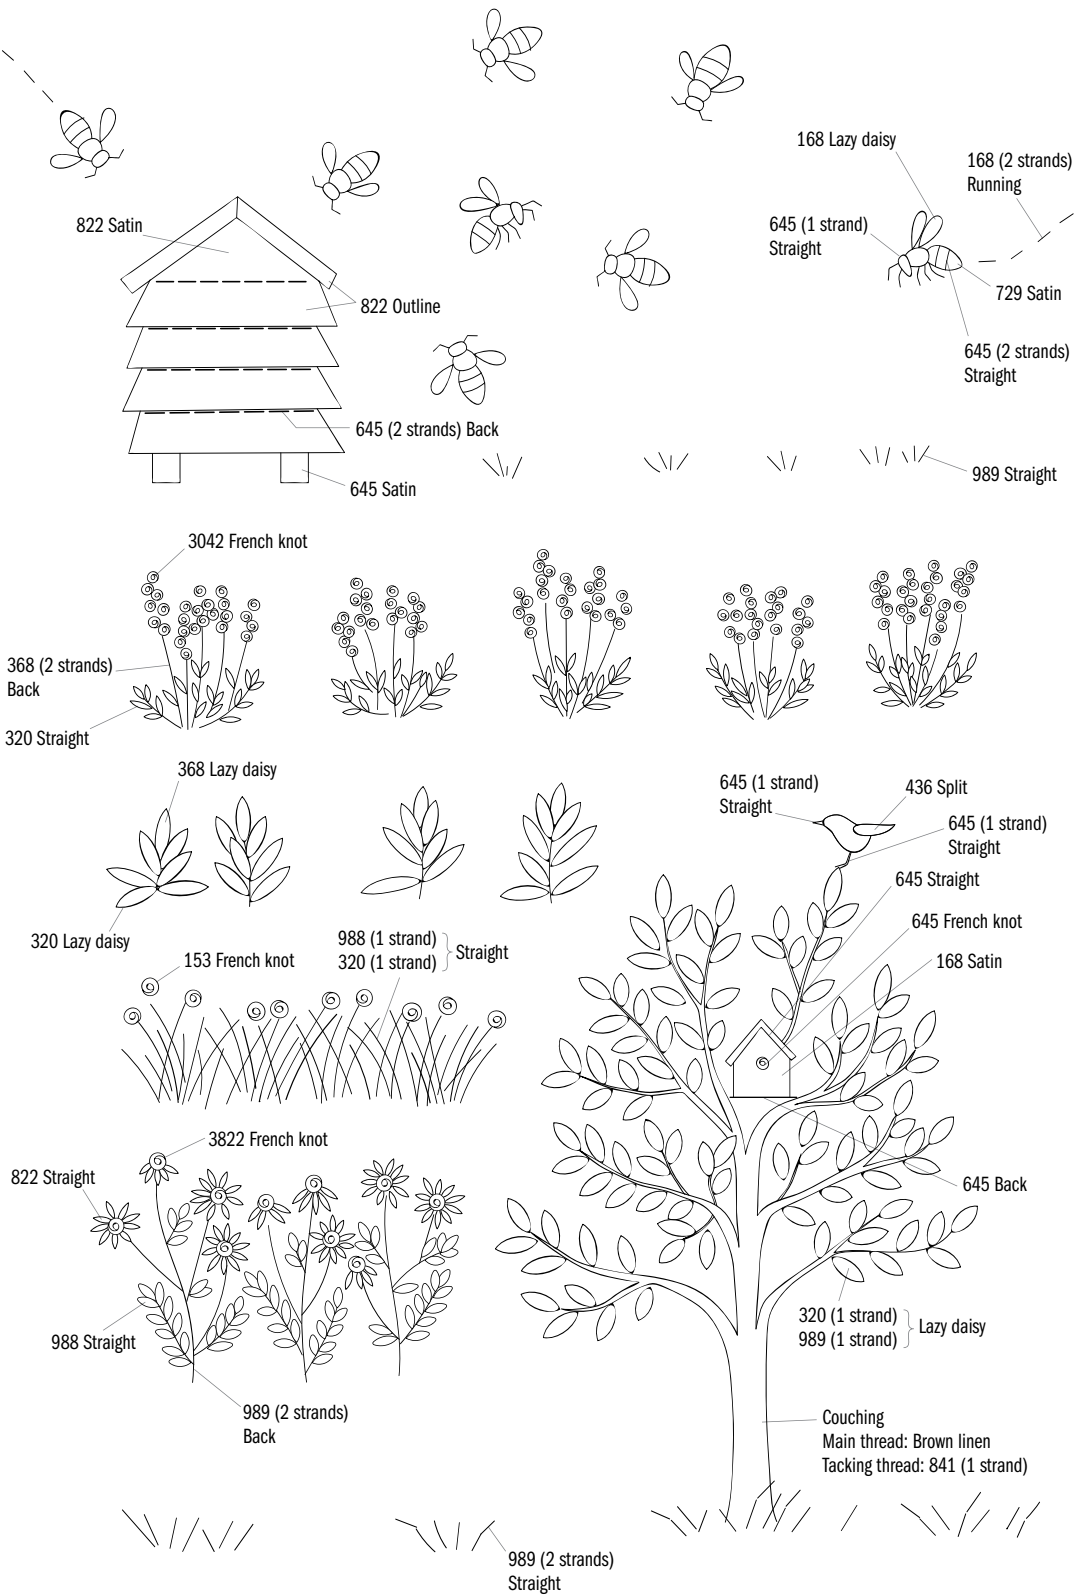 168 Lazy daisy
168 (2 strands)
Running
822 Satin
645 (1 strand)
Straight
729 Satin
822 Outline
645 (2 strands)
Straight
645 (2 strands) Back
989 Straight
645 Satin
3042 French knot
368 (2 strands)
Back
320 Straight
368 Lazy daisy
645 (1 strand)
Straight
436 Split
645 (1 strand)
Straight
645 Straight
320 Lazy daisy
988 (1 strand)
320 (1 strand)
Straight
645 French knot
153 French knot
168 Satin
3822 French knot
822 Straight
645 Back
988 Straight
320 (1 strand)
989 (1 strand)
Lazy daisy
989 (2 strands)
Back
Couching
Main thread: Brown linen
Tacking thread: 841 (1 strand)
989 (2 strands)
Straight